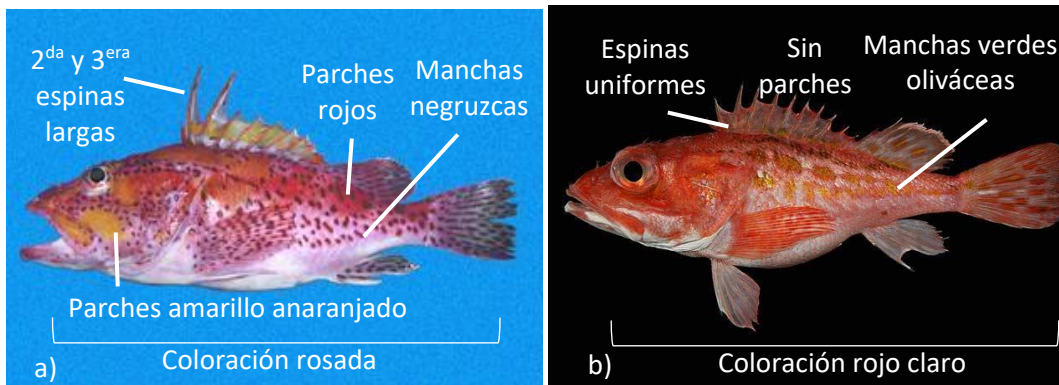 2da y 3era
espinas
largas
Parches
rojos
Manchas
negruzcas
Parches amarillo anaranjado
Coloración rosada
a)
Espinas
uniformes
Sin
parches
Manchas verdes
oliváceas
Coloración rojo claro
b)